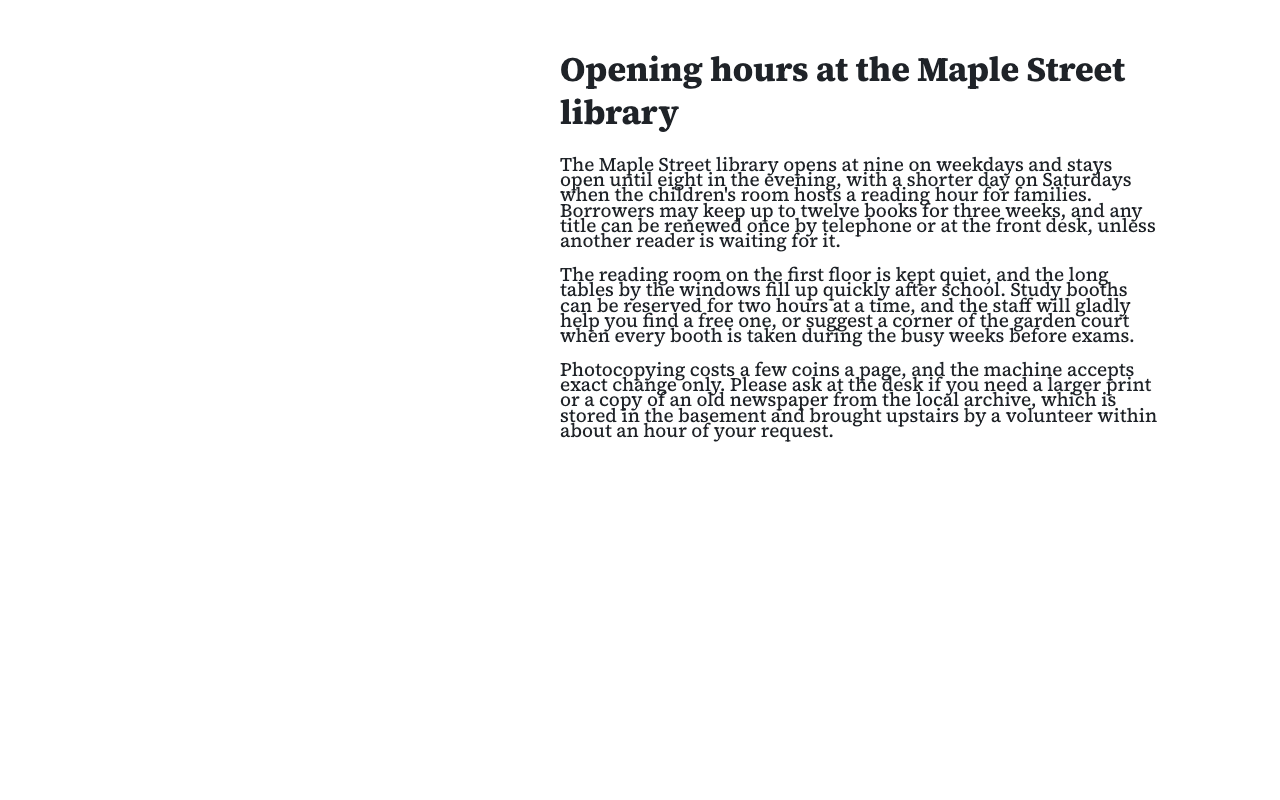 Opening hours at the Maple Street
library
The Maple Street library opens at nine on weekdays and stays
open until eight in the evening, with a shorter day on Saturdays
when the children's room hosts a reading hour for families.
Borrowers may keep up to twelve books for three weeks, and any
title can be renewed once by telephone or at the front desk, unless
another reader is waiting for it.
The reading room on the first floor is kept quiet, and the long
tables by the windows fill up quickly after school. Study booths
can be reserved for two hours at a time, and the staff will gladly
help you find a free one, or suggest a corner of the garden court
when every booth is taken during the busy weeks before exams.
Photocopying costs a few coins a page, and the machine accepts
exact change only. Please ask at the desk if you need a larger print
or a copy of an old newspaper from the local archive, which is
stored in the basement and brought upstairs by a volunteer within
about an hour of your request.